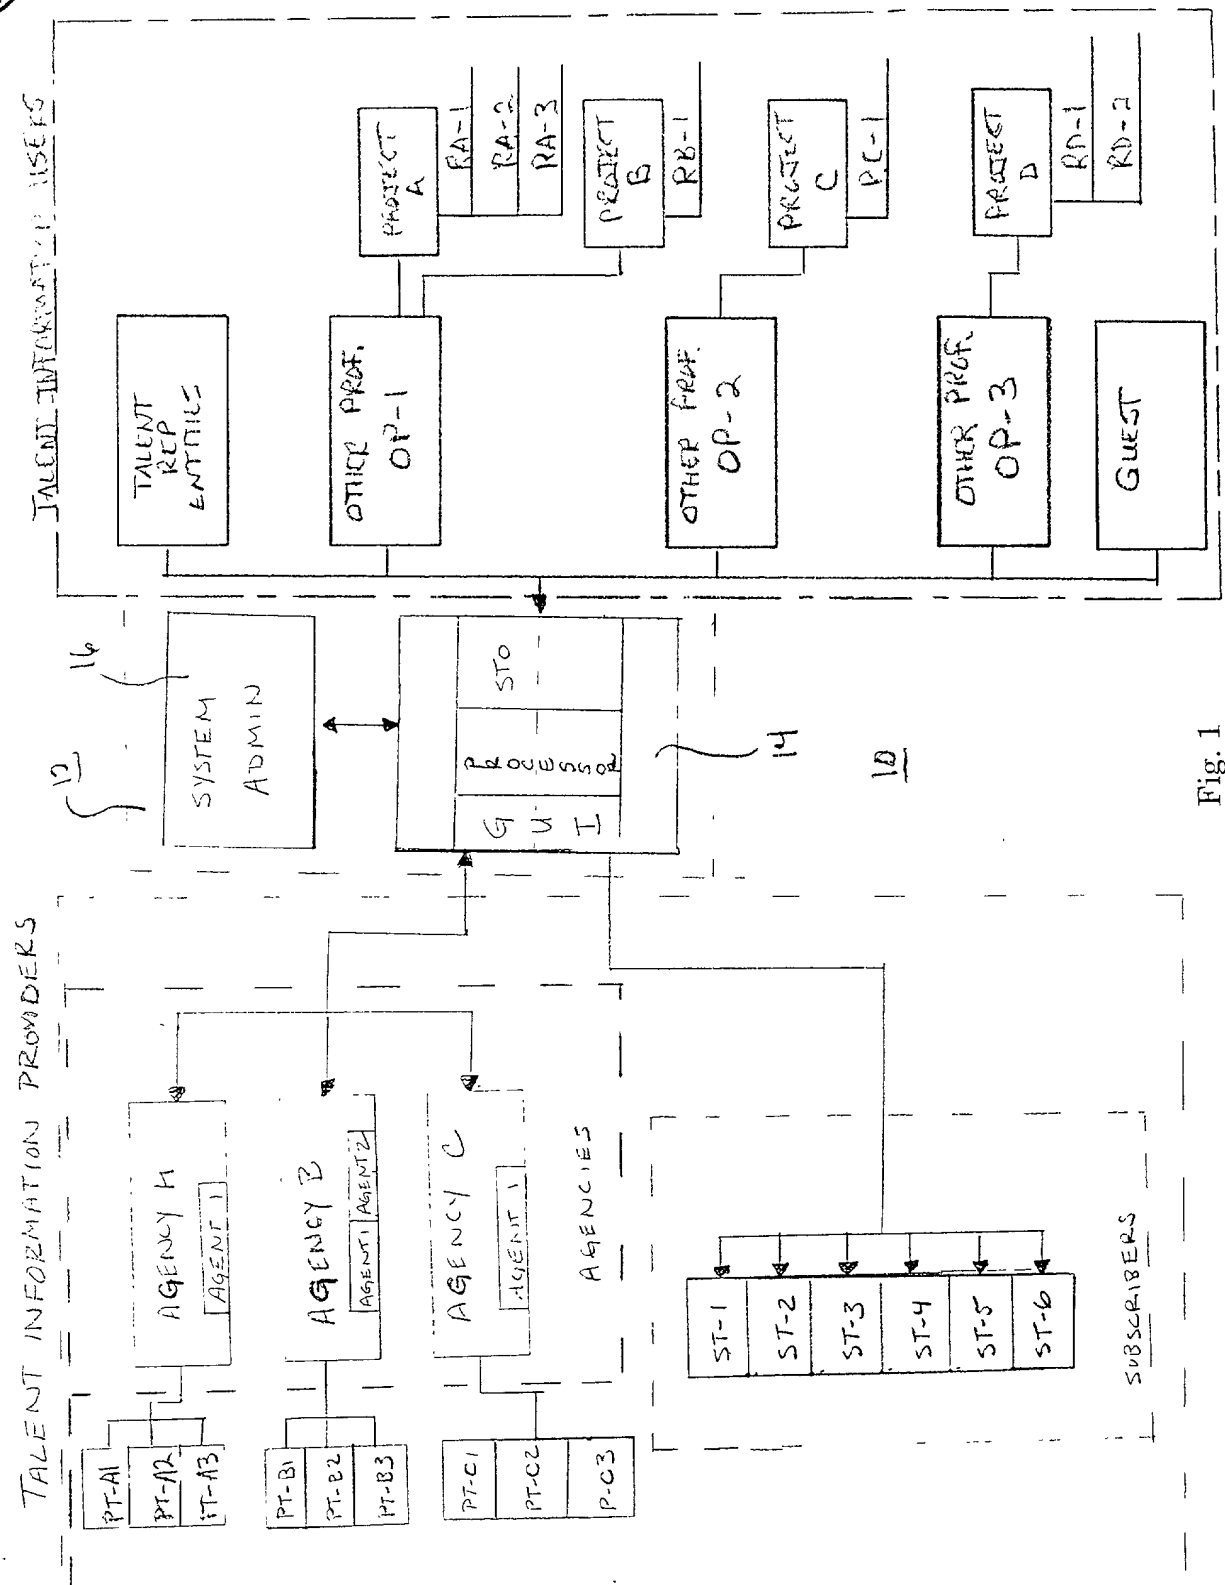 TALENT INFORMATION PROVIDERS
PT-A1
PT-A2
PT-A3
AGENCY A
AGENT 1
PT-B1
PT-B2
PT-B3
AGENCY B
AGENT 1
AGENT 2
PT-C1
PT-C2
P-C3
AGENCY C
AGENT 1
AGENCIES
ST-1
ST-2
ST-3
ST-4
ST-5
ST-6
SUBSCRIBERS
12
16
SYSTEM
ADMIN
GUI
PROCESSOR
STO
14
10
TALENT INFORMATION USERS
TALENT
REP
ENTITIES
OTHER PROF.
OP-1
PROJECT
A
RA-1
RA-2
RA-3
PROJECT
B
RB-1
OTHER PROF.
OP-2
PROJECT
C
PC-1
OTHER PROF.
OP-3
PROJECT
D
RD-1
RD-2
GUEST
Fig. 1